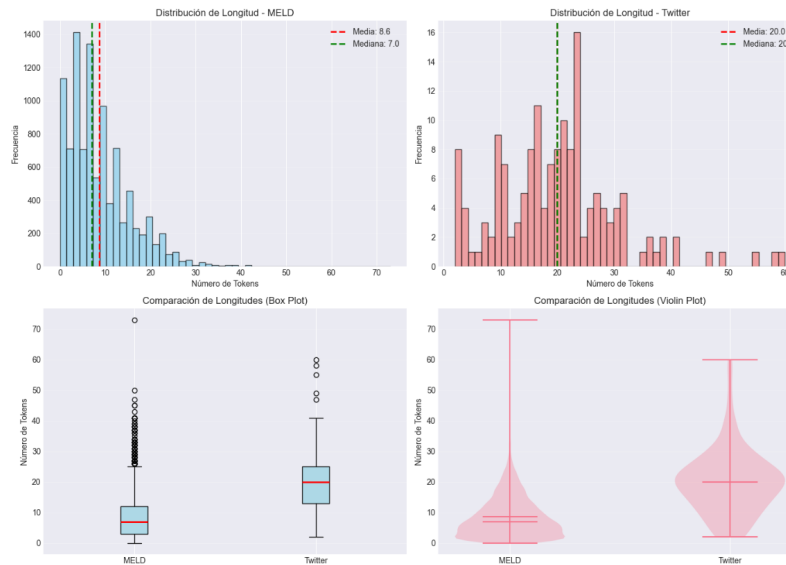 Distribución de Longitud - MELD
Media: 8.6
Mediana: 7.0
Frecuencia
1400
1200
1000
800
600
400
200
0
0 10 20 30 40 50 60 70
Número de Tokens
Distribución de Longitud - Twitter
Media: 20.0
Mediana: 20
Frecuencia
16
14
12
10
8
6
4
2
0
0 10 20 30 40 50 60
Número de Tokens
Comparación de Longitudes (Box Plot)
Número de Tokens
70
60
50
40
30
20
10
0
MELD Twitter
Comparación de Longitudes (Violin Plot)
Número de Tokens
70
60
50
40
30
20
10
0
MELD Twitter